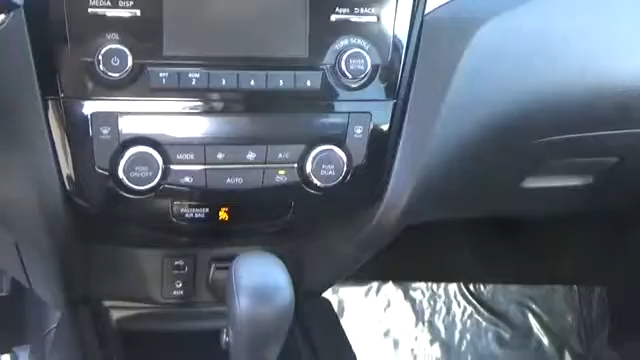 MEDIA DISP
Apps BACK
VOL
TUNE·SCROLL
ENTER
1 2 3 4 5 6
MODE
A/C
PUSH
ON·OFF
AUTO
PUSH
DUAL
PASSENGER
AIR BAG
OFF
AUX